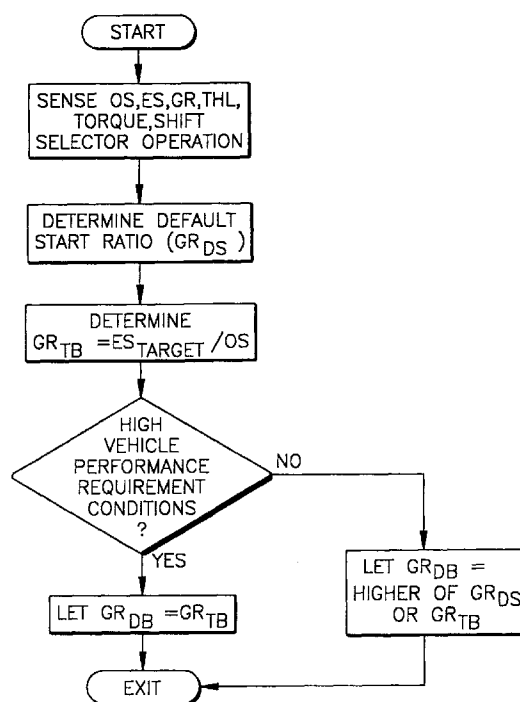 START
SENSE OS,ES,GR,THL,
TORQUE,SHIFT
SELECTOR OPERATION
DETERMINE DEFAULT
START RATIO (GRDS)
DETERMINE
GRTB =ESTARGET /OS
HIGH
VEHICLE
PERFORMANCE
REQUIREMENT
CONDITIONS
?
NO
YES
LET GRDB =GRTB
LET GRDB =
HIGHER OF GRDS
OR GRTB
EXIT